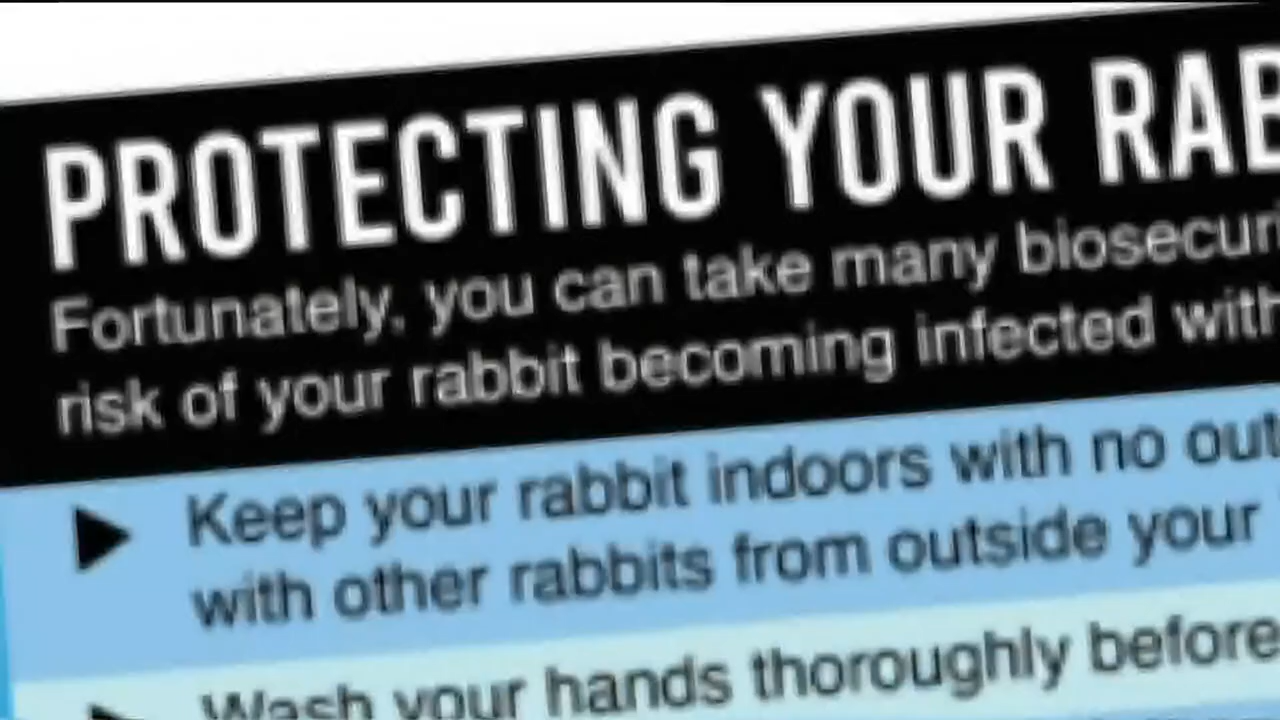 PROTECTING YOUR RAB
Fortunately, you can take many biosecuri
risk of your rabbit becoming infected with
Keep your rabbit indoors with no out
with other rabbits from outside your
Wash your hands thoroughly before